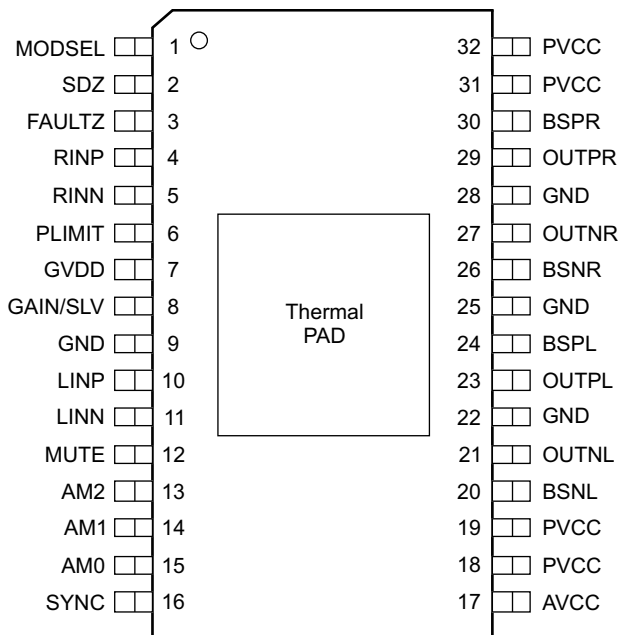 MODSEL 1 32 PVCC
SDZ 2 31 PVCC
FAULTZ 3 30 BSPR
RINP 4 29 OUTPR
RINN 5 28 GND
PLIMIT 6 27 OUTNR
GVDD 7 26 BSNR
GAIN/SLV 8 25 GND
GND 9 24 BSPL
LINP 10 23 OUTPL
LINN 11 22 GND
MUTE 12 21 OUTNL
AM2 13 20 BSNL
AM1 14 19 PVCC
AM0 15 18 PVCC
SYNC 16 17 AVCC
Thermal
PAD